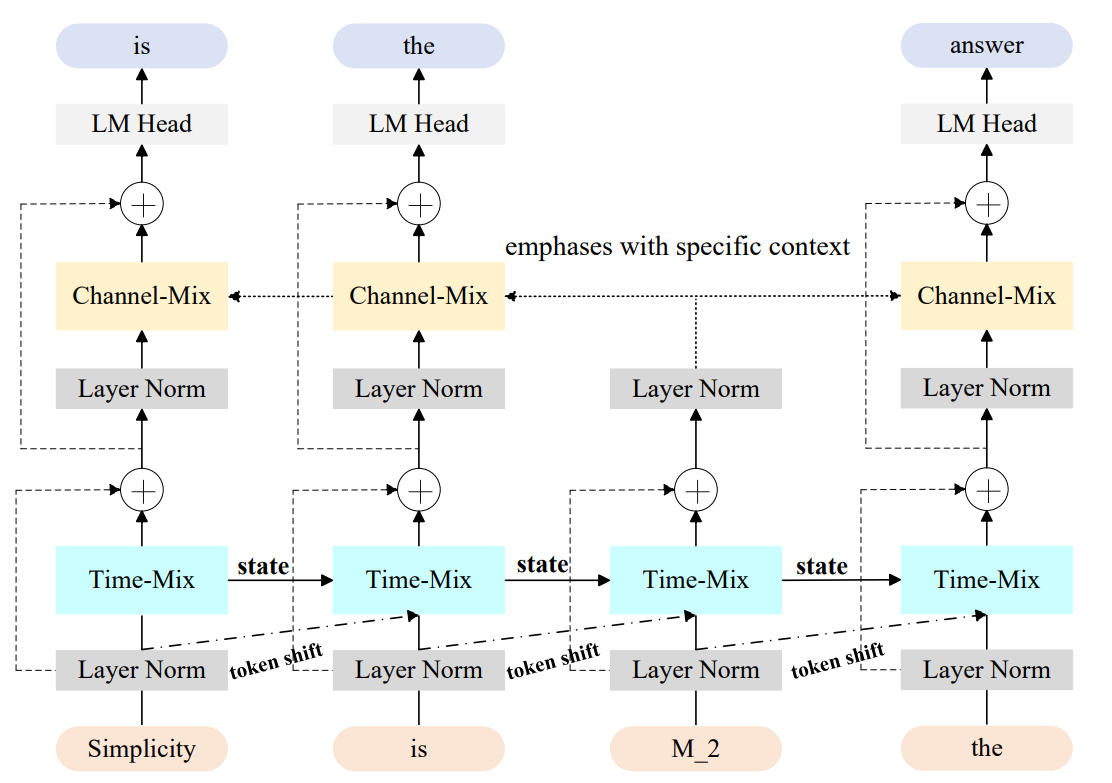 is the answer
LM Head LM Head LM Head
emphases with specific context
Channel-Mix Channel-Mix Channel-Mix
Layer Norm Layer Norm Layer Norm Layer Norm
state state state
Time-Mix Time-Mix Time-Mix Time-Mix
token shift token shift token shift
Layer Norm Layer Norm Layer Norm Layer Norm
Simplicity is M_2 the